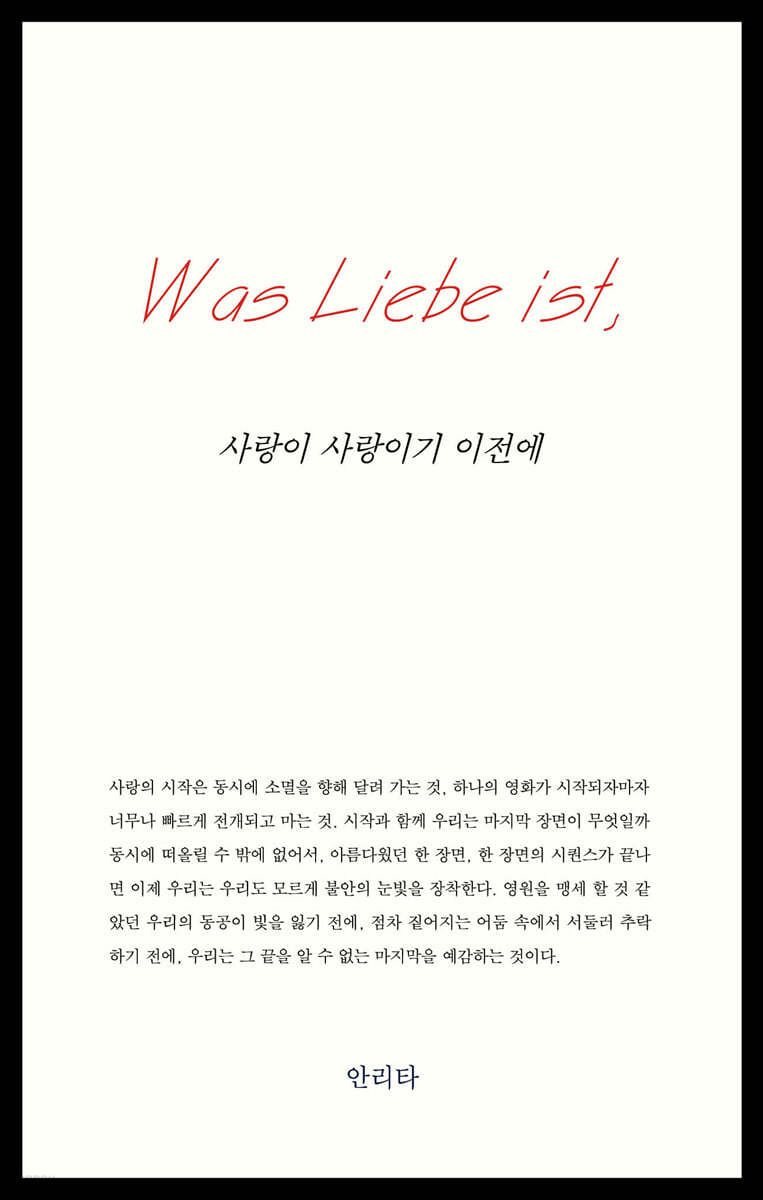 Was Liebe ist,
사랑이 사랑이기 이전에
사랑의 시작은 동시에 소멸을 향해 달려 가는 것, 하나의 영화가 시작되자마자
너무나 빠르게 전개되고 마는 것. 시작과 함께 우리는 마지막 장면이 무엇일까
동시에 떠올릴 수 밖에 없어서, 아름다웠던 한 장면, 한 장면의 시퀀스가 끝나
면 이제 우리는 우리도 모르게 불안의 눈빛을 장착한다. 영원을 맹세 할 것 같
았던 우리의 동공이 빛을 잃기 전에, 점차 짙어지는 어둠 속에서 서둘러 추락
하기 전에, 우리는 그 끝을 알 수 없는 마지막을 예감하는 것이다.
안리타